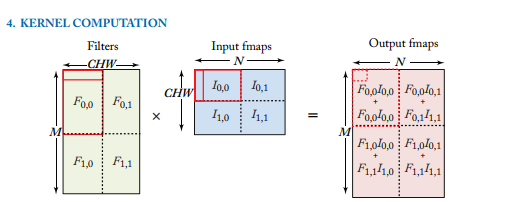 4. KERNEL COMPUTATION
Filters
Input fmaps
Output fmaps
CHW
N
N
F0,0 F0,1
F1,0 F1,1
M
×
CHW
I0,0 I0,1
I1,0 I1,1
=
M
F0,0I0,0 F0,0I0,1
+ +
F0,0I0,0 F0,1I1,1
F1,0I0,0 F1,0I0,1
+ +
F1,1I1,0 F1,1I1,1